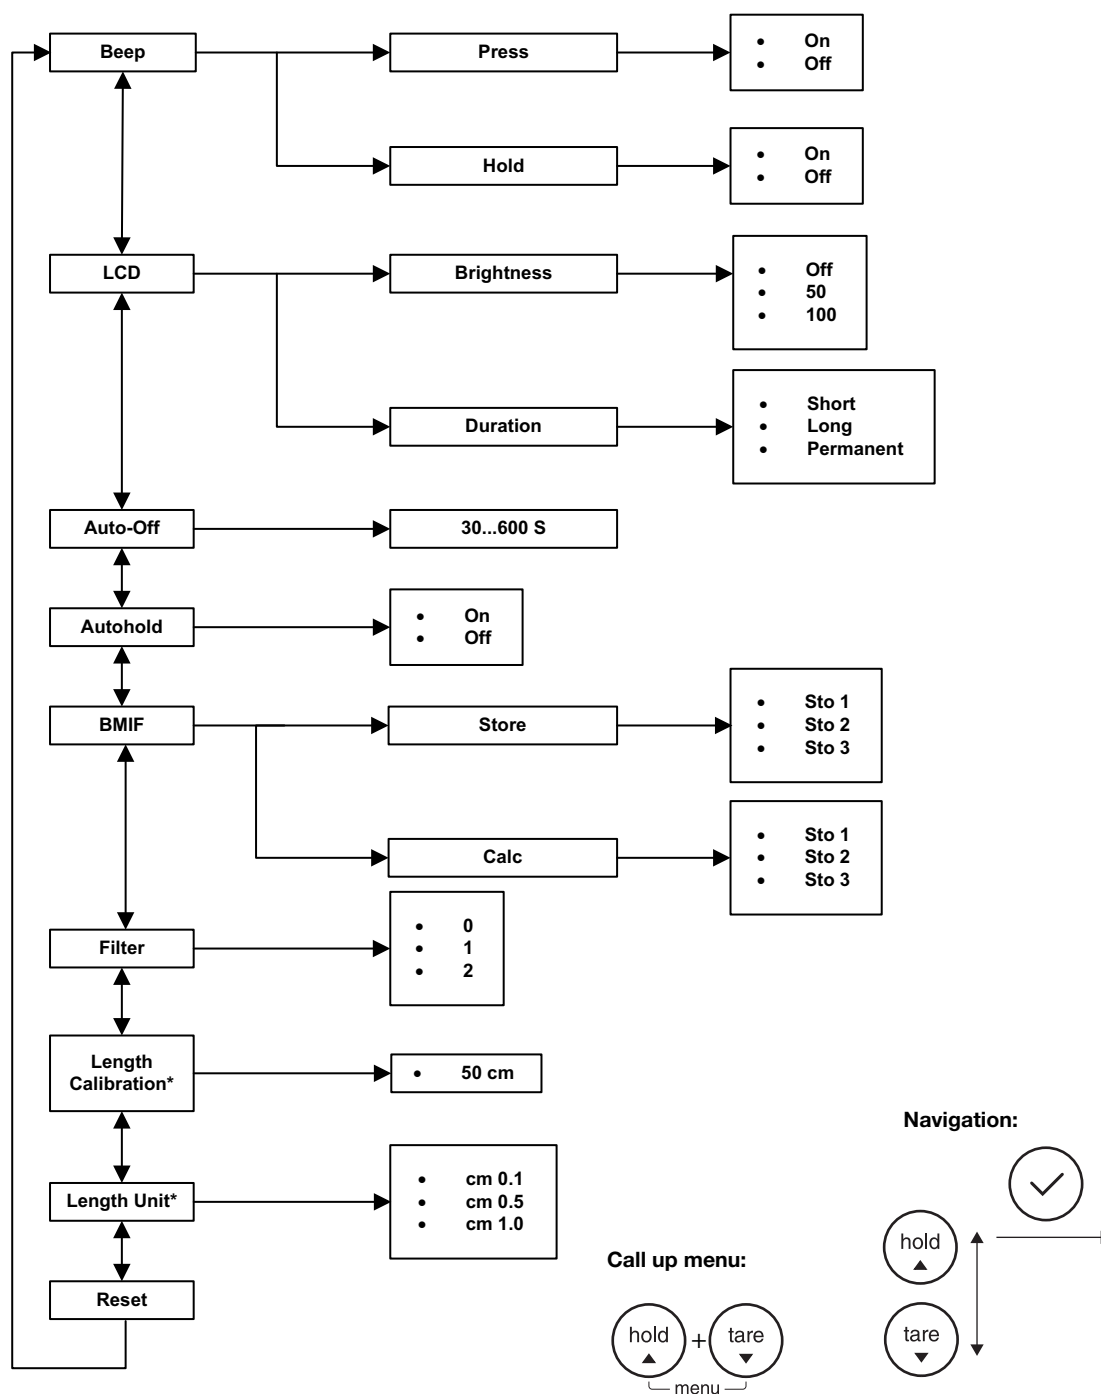 Beep
Press
• On
• Off
Hold
• On
• Off
LCD
Brightness
• Off
• 50
• 100
Duration
• Short
• Long
• Permanent
Auto-Off
30...600 S
Autohold
• On
• Off
BMIF
Store
• Sto 1
• Sto 2
• Sto 3
Calc
• Sto 1
• Sto 2
• Sto 3
Filter
• 0
• 1
• 2
Length
Calibration*
• 50 cm
Length Unit*
• cm 0.1
• cm 0.5
• cm 1.0
Reset
Call up menu:
hold
+
tare
menu
Navigation:
hold
tare